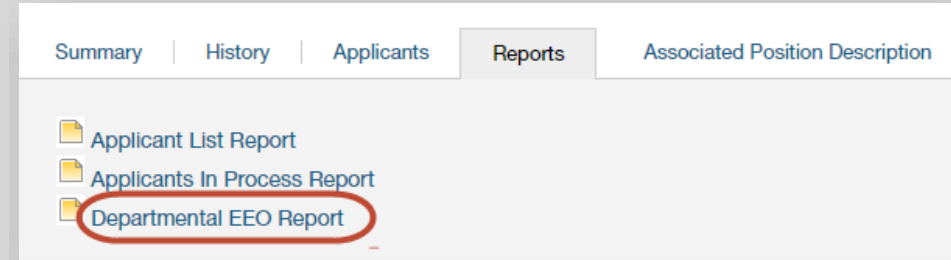 Summary History Applicants Reports Associated Position Description
Applicant List Report
Applicants In Process Report
Departmental EEO Report